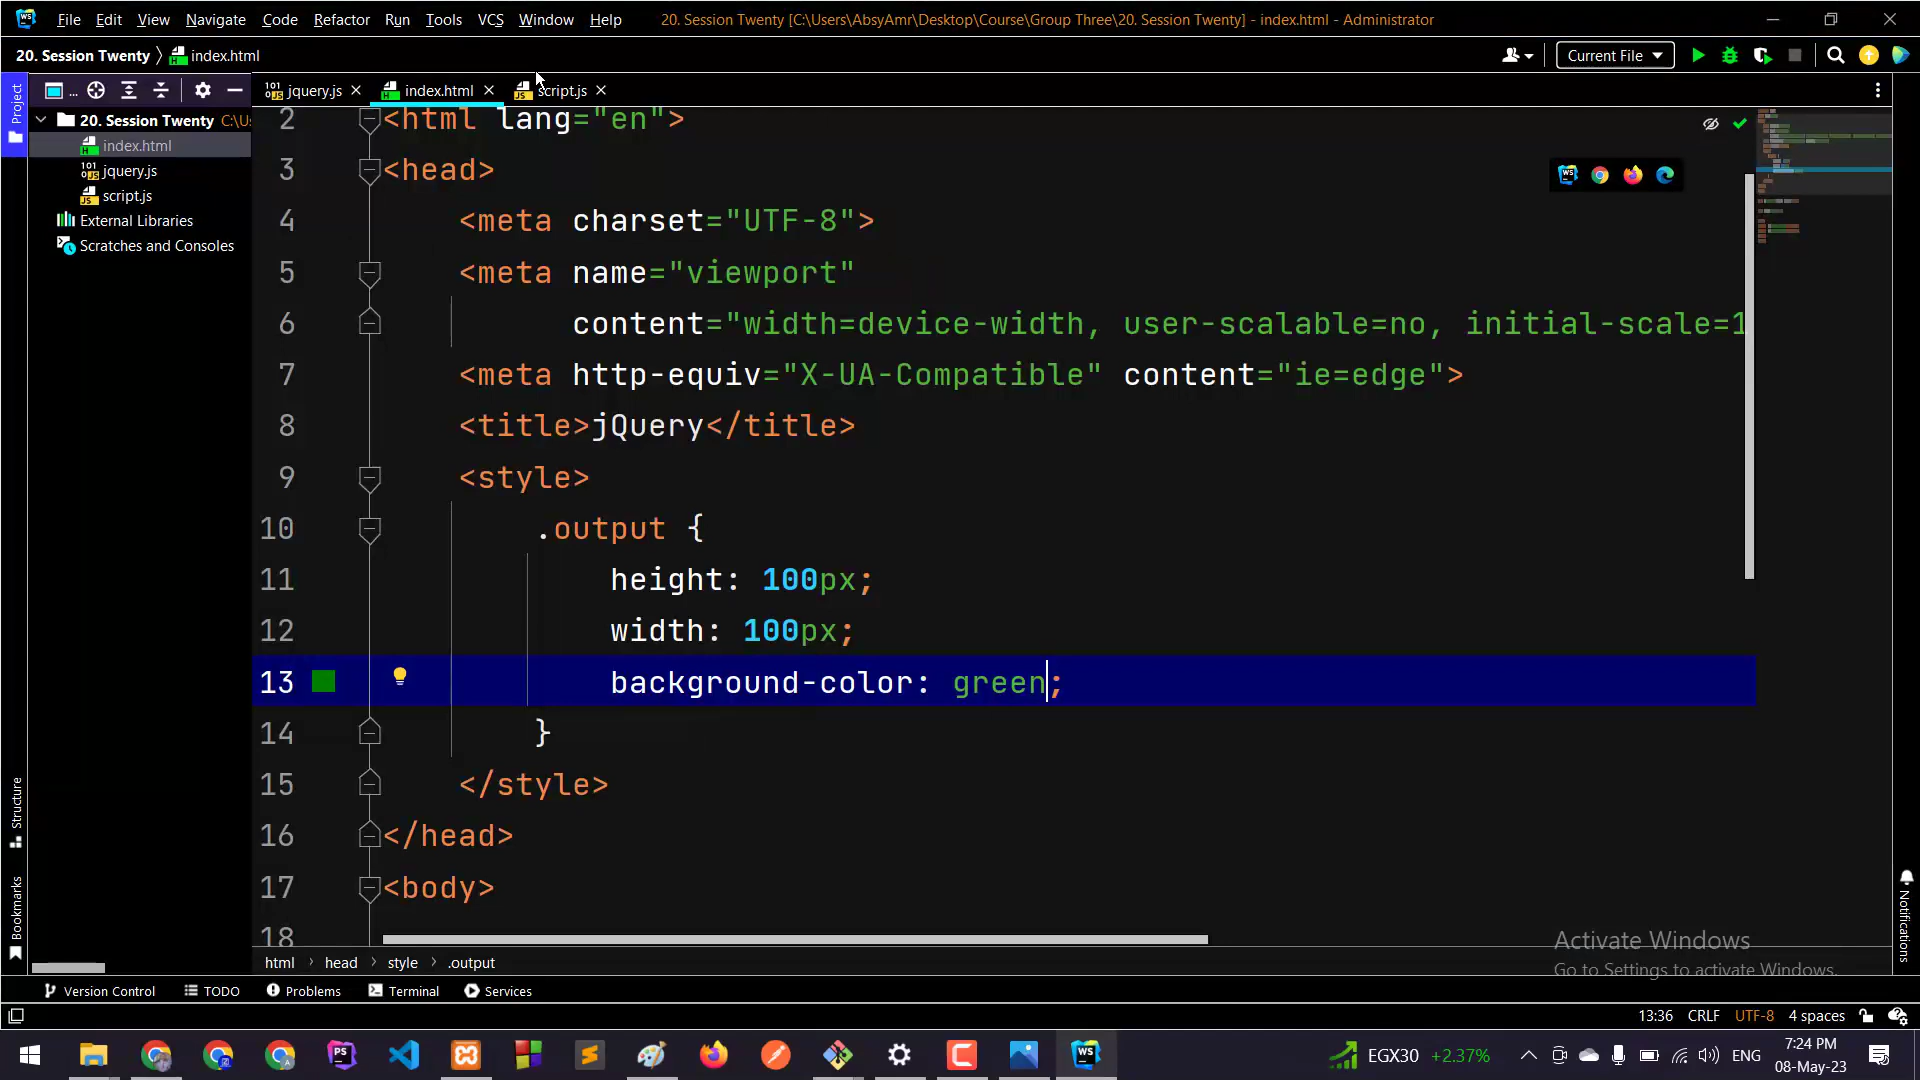 File Edit View Navigate Code Refactor Run Tools VCS Window Help 20. Session Twenty [C:\Users\AbsyAmr\Desktop\Course\Group Three\20. Session Twenty] - index.html - Administrator
20. Session Twenty index.html Current File
Project
... jquery.js index.html script.js
20. Session Twenty C:\U
index.html
jquery.js
script.js
External Libraries
Scratches and Consoles
2 <html lang="en">
3 <head>
4 <meta charset="UTF-8">
5 <meta name="viewport"
6 content="width=device-width, user-scalable=no, initial-scale=1
7 <meta http-equiv="X-UA-Compatible" content="ie=edge">
8 <title>jQuery</title>
9 <style>
10 .output {
11 height: 100px;
12 width: 100px;
13 background-color: green;
14 }
15 </style>
16 </head>
17 <body>
18
Structure
Bookmarks
Notifications
Activate Windows
Go to Settings to activate Windows.
html head style .output
Version Control TODO Problems Terminal Services
13:36 CRLF UTF-8 4 spaces
EGX30 +2.37% ENG 7:24 PM
08-May-23